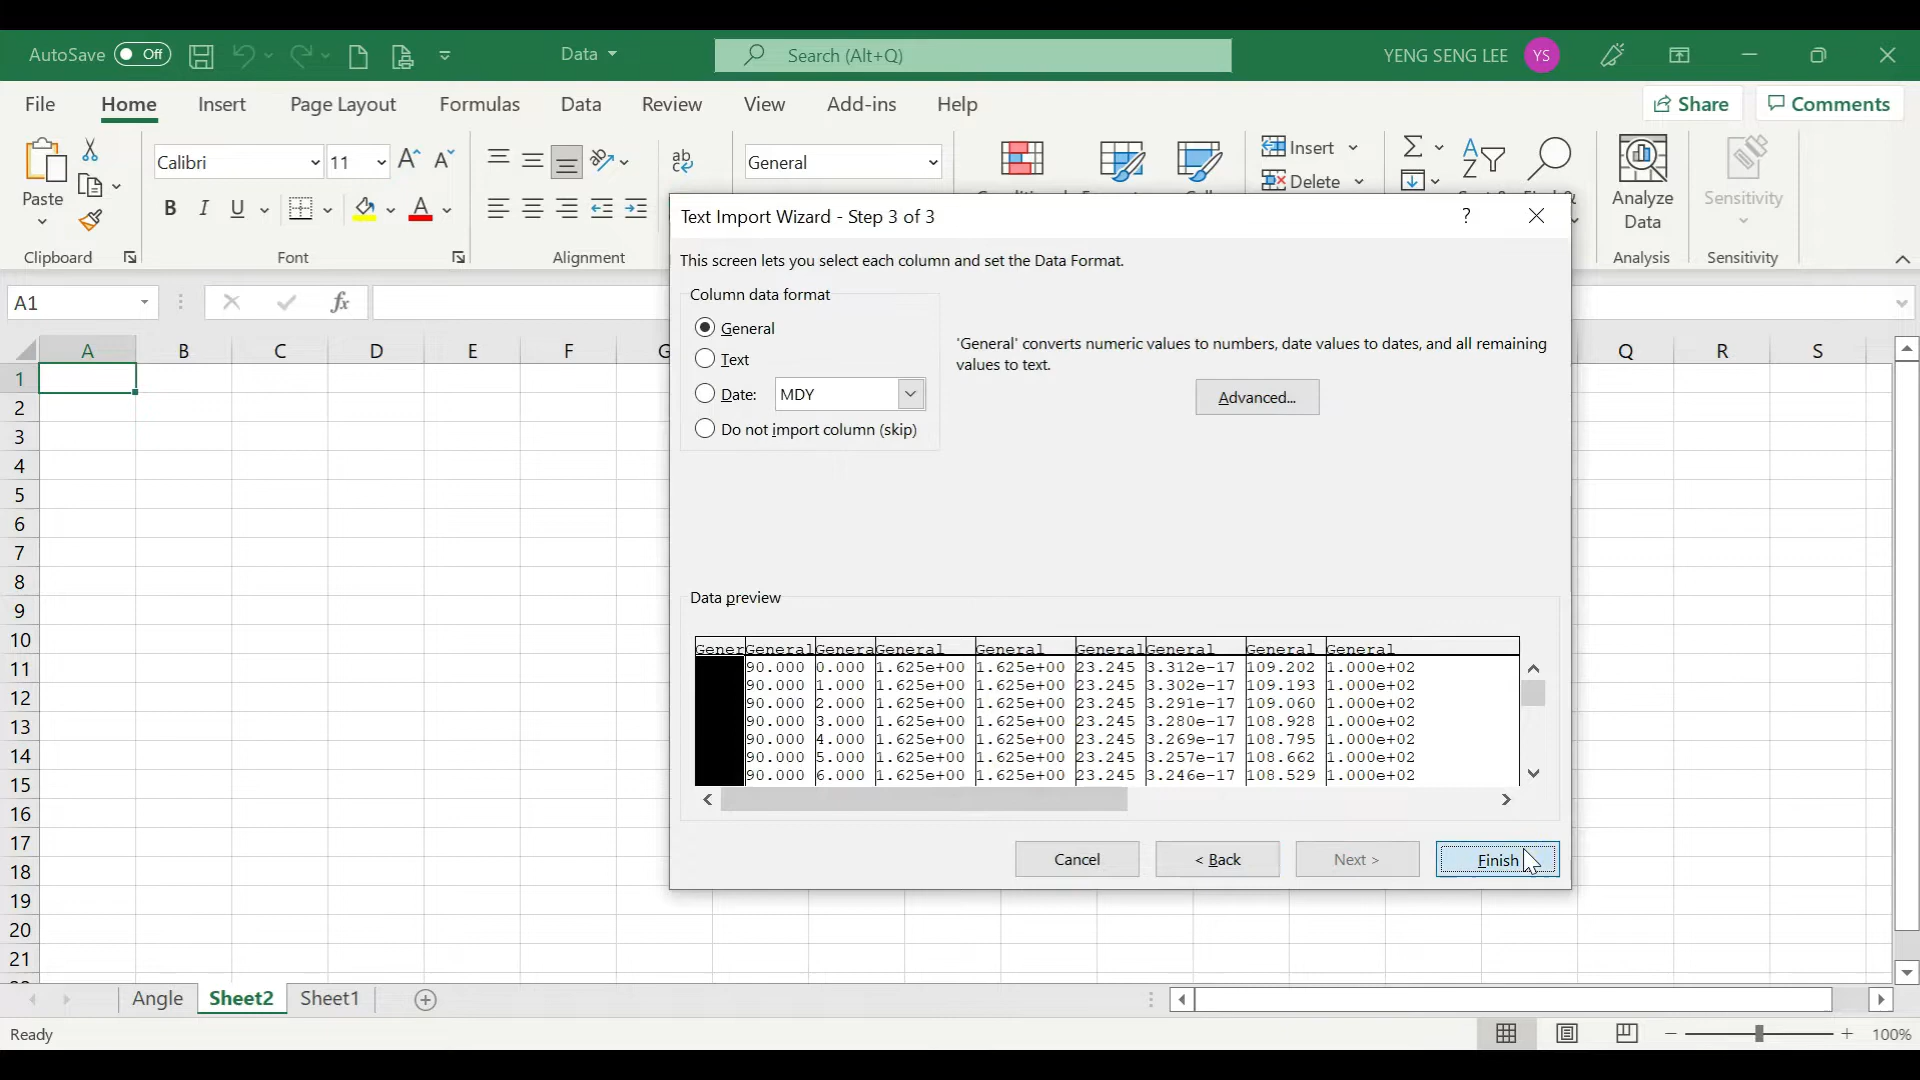 AutoSave Off Data Search (Alt+Q) YENG SENG LEE YS
File Home Insert Page Layout Formulas Data Review View Add-ins Help Share Comments
Paste
Calibri 11
ab
General
Insert
Delete
Analyze
Data
Sensitivity
Clipboard Font Alignment Analysis Sensitivity
Text Import Wizard - Step 3 of 3 ?
This screen lets you select each column and set the Data Format.
Column data format
General
Text
Date: MDY
Do not import column (skip)
'General' converts numeric values to numbers, date values to dates, and all remaining
values to text.
Advanced...
Data preview
Gener General Genera General General General General General General
90.000 0.000 1.625e+00 1.625e+00 23.245 3.312e-17 109.202 1.000e+02
90.000 1.000 1.625e+00 1.625e+00 23.245 3.302e-17 109.193 1.000e+02
90.000 2.000 1.625e+00 1.625e+00 23.245 3.291e-17 109.060 1.000e+02
90.000 3.000 1.625e+00 1.625e+00 23.245 3.280e-17 108.928 1.000e+02
90.000 4.000 1.625e+00 1.625e+00 23.245 3.269e-17 108.795 1.000e+02
90.000 5.000 1.625e+00 1.625e+00 23.245 3.257e-17 108.662 1.000e+02
90.000 6.000 1.625e+00 1.625e+00 23.245 3.246e-17 108.529 1.000e+02
Cancel < Back Next > Finish
A1 fx
A B C D E F G Q R S
1
2
3
4
5
6
7
8
9
10
11
12
13
14
15
16
17
18
19
20
21
Angle Sheet2 Sheet1
Ready 100%